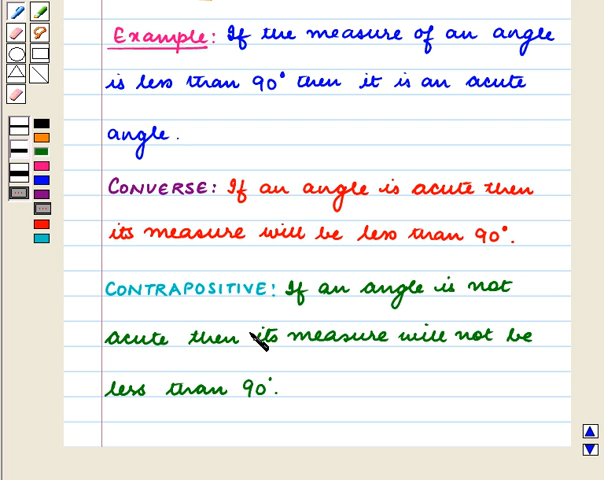 Example: If the measure of an angle
is less than 90° then it is an acute
angle.
CONVERSE: If an angle is acute then
its measure will be less than 90°.
CONTRAPOSITIVE: If an angle is not
acute then its measure will not be
less than 90°.